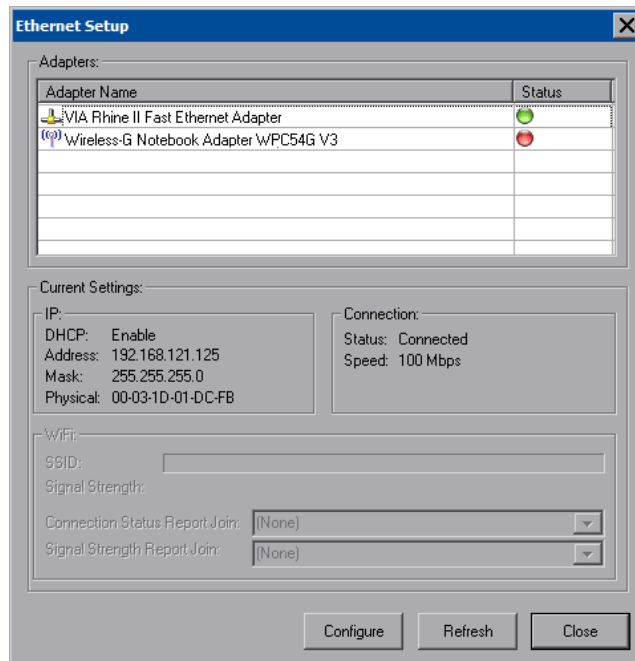 Ethernet Setup
Adapters:
Adapter Name Status
VIA Rhine II Fast Ethernet Adapter
Wireless-G Notebook Adapter WPC54G V3
Current Settings:
IP:
DHCP: Enable
Address: 192.168.121.125
Mask: 255.255.255.0
Physical: 00-03-1D-01-DC-FB
Connection:
Status: Connected
Speed: 100 Mbps
WiFi:
SSID:
Signal Strength:
Connection Status Report Join: (None)
Signal Strength Report Join: (None)
Configure Refresh Close